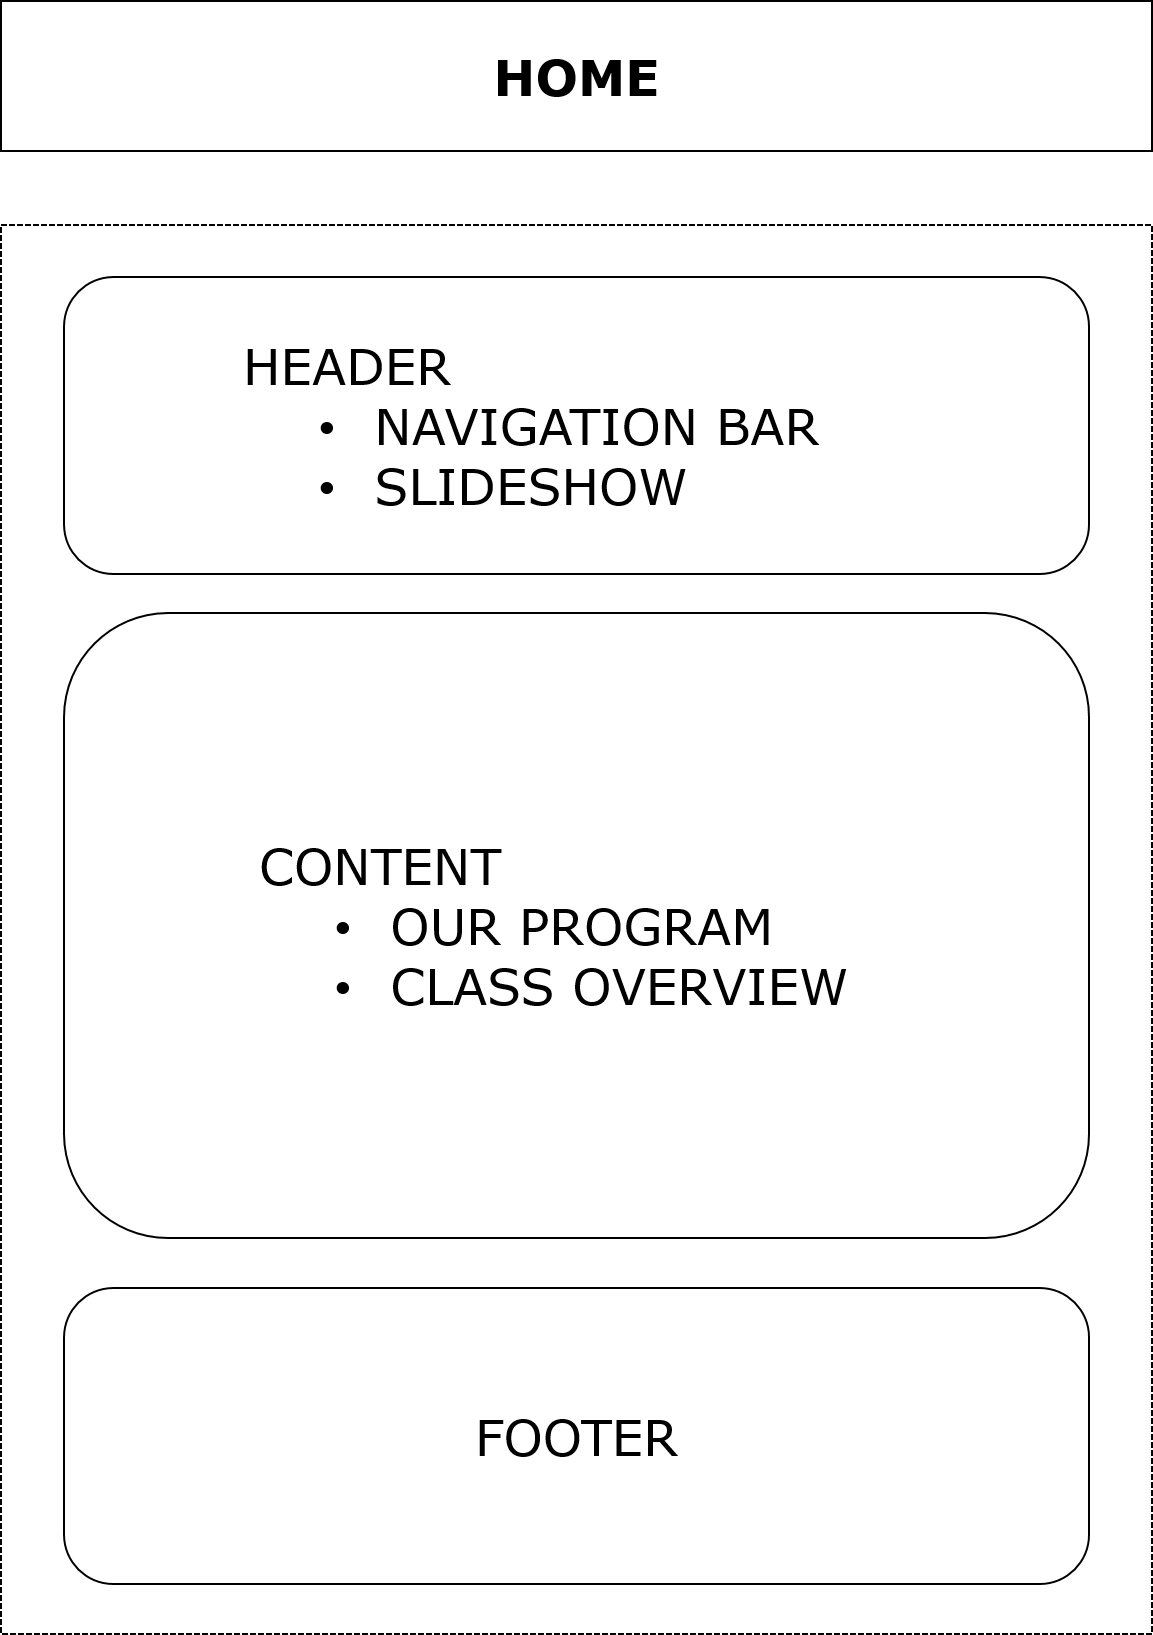 HOME
HEADER
• NAVIGATION BAR
• SLIDESHOW
CONTENT
• OUR PROGRAM
• CLASS OVERVIEW
FOOTER